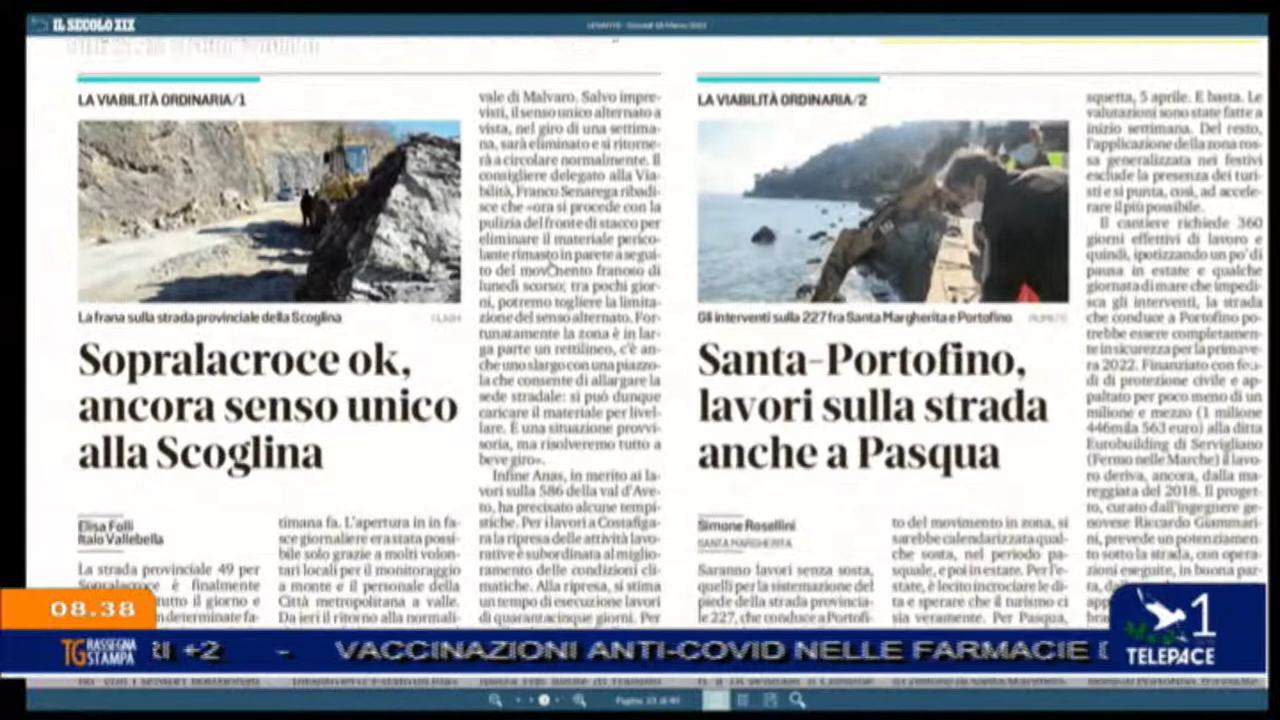 IL SECOLO XIX
LA VIABILITÀ ORDINARIA/1
La frana sulla strada provinciale della Scoglina
Sopralacroce ok,
ancora senso unico
alla Scoglina
Elisa Folli
Italo Vallebella
La strada provinciale 49 per
Sopralacroce è finalmente
tutto il giorno e
timana fa. L'apertura in in fa-
sce giornaliere era stata possi-
bile solo grazie a molti volon-
tari locali per il monitoraggio
a monte e il personale della
Città metropolitana a valle.
Da ieri il ritorno alla normali-
vale di Malvaro. Salvo impre-
visti, il senso unico alternato a
vista, nel giro di una settima-
na, sarà eliminato e si ritorne-
rà a circolare normalmente. Il
consigliere delegato alla Via-
bilità, Franco Senarega ribadi-
sce che «ora si procede con la
pulizia del fronte di stacco per
eliminare il materiale perico-
lante rimasto in parete a segui-
to del movimento franoso di
lunedì scorso; tra pochi gior-
ni, potremo togliere la limita-
zione del senso alternato. For-
tunatamente la zona è in lar-
ga parte un rettilineo, c'è an-
che uno slargo con una piazzo-
la che consente di allargare la
sede stradale: si può dunque
caricare il materiale per livel-
lare. È una situazione provvi-
soria, ma risolveremo tutto a
breve giro».
Infine Anas, in merito ai la-
vori sulla 586 della val d'Ave-
to, ha precisato alcune tempi-
stiche. Per i lavori a Costafiga-
ra la ripresa delle attività lavo-
rative è subordinata al miglio-
ramento delle condizioni cli-
matiche. Alla ripresa, si stima
un tempo di esecuzione lavori
di quarantacinque giorni. Per
LA VIABILITÀ ORDINARIA/2
Gli interventi sulla 227 fra Santa Margherita e Portofino
Santa-Portofino,
lavori sulla strada
anche a Pasqua
Simone Rosellini
SANTA MARGHERITA
Saranno lavori senza sosta,
quelli per la sistemazione del
piede della strada provincia-
le 227, che conduce a Portofi-
to del movimento in zona, si
sarebbe calendarizzata qual-
che sosta, nel periodo pa-
squale, e poi in estate. Per l'e-
state, è lecito incrociare le di-
ta e sperare che il turismo ci
sia veramente. Per Pasqua,
squetta, 5 aprile. E basta. Le
valutazioni sono state fatte a
inizio settimana. Del resto,
l'applicazione della zona ros-
sa generalizzata nei festivi
esclude la presenza dei turi-
sti e si punta, così, ad accele-
rare il più possibile.
Il cantiere richiede 360
giorni effettivi di lavoro e
quindi, ipotizzando un po' di
pausa in estate e qualche
giornata di mare che impedi-
sca gli interventi, la strada
che conduce a Portofino po-
trebbe essere completamen-
te in sicurezza per la primave-
ra 2022. Finanziato con fon-
di di protezione civile e ap-
paltato per poco meno di un
milione e mezzo (1 milione
446mila 563 euro) alla ditta
Eurobuilding di Servigliano
(Fermo nelle Marche) il lavo-
ro deriva, ancora, dalla ma-
reggiata del 2018. Il proget-
to, curato dall'ingegnere ge-
novese Riccardo Giammari-
ni, prevede un potenziamen-
to sotto la strada, con opera-
zioni eseguite, in buona par-
08.38
TG RASSEGNA STAMPA
RI +2 - VACCINAZIONI ANTI-COVID NELLE FARMACIE
1
TELEPACE